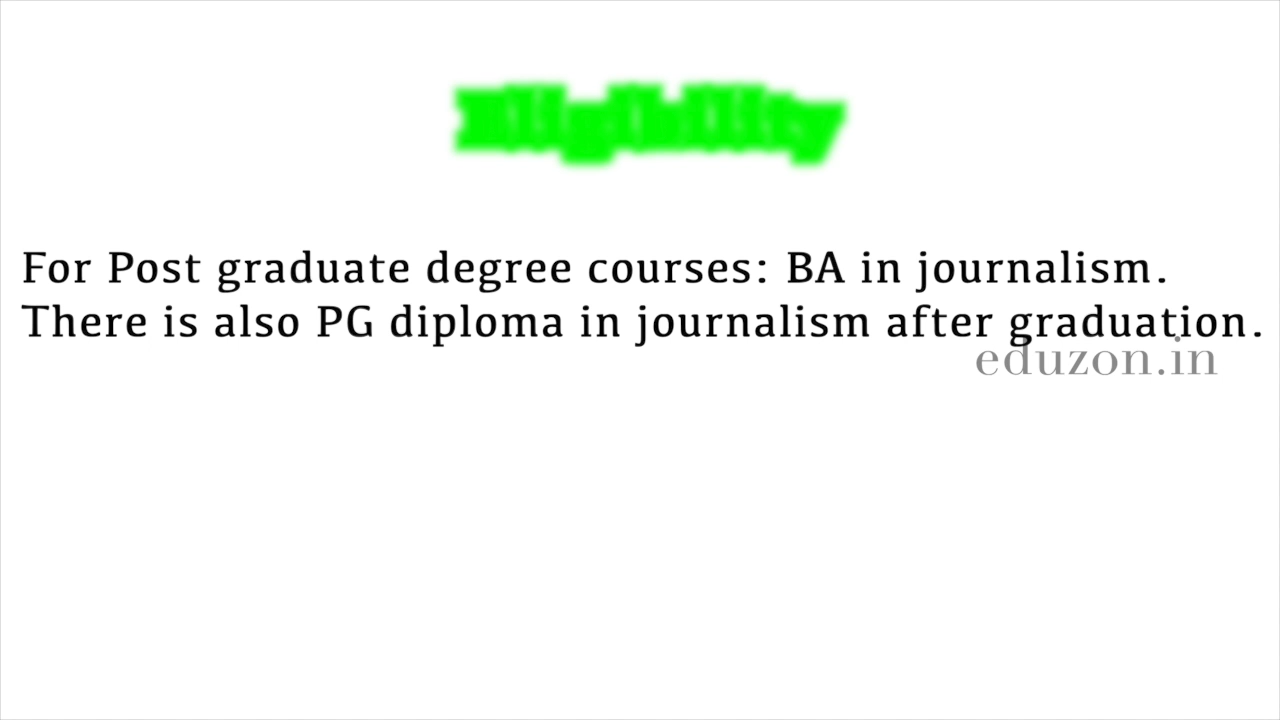 Eligibility
For Post graduate degree courses: BA in journalism.
There is also PG diploma in journalism after graduation.
eduzon.in